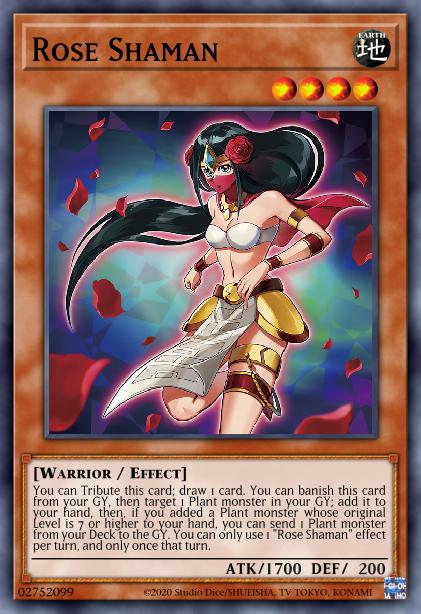 ROSE SHAMAN
EARTH
地
[WARRIOR / EFFECT]
You can Tribute this card; draw 1 card. You can banish this card
from your GY, then target 1 Plant monster in your GY; add it to
your hand, then, if you added a Plant monster whose original
Level is 7 or higher to your hand, you can send 1 Plant monster
from your Deck to the GY. You can only use 1 "Rose Shaman" effect
per turn, and only once that turn.
ATK/1700 DEF/ 200
02752099
©2020 Studio Dice/SHUEISHA, TV TOKYO, KONAMI